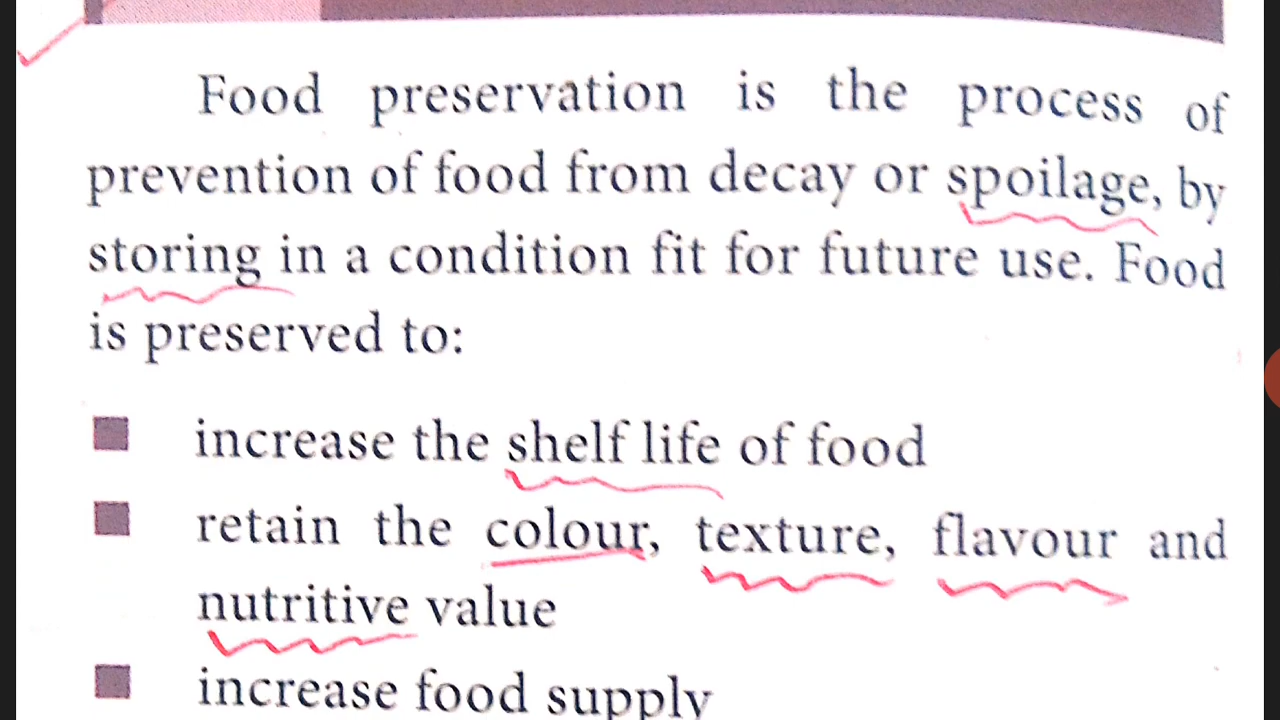 Food preservation is the process of
prevention of food from decay or spoilage, by
storing in a condition fit for future use. Food
is preserved to:
increase the shelf life of food
retain the colour, texture, flavour and
nutritive value
increase food supply